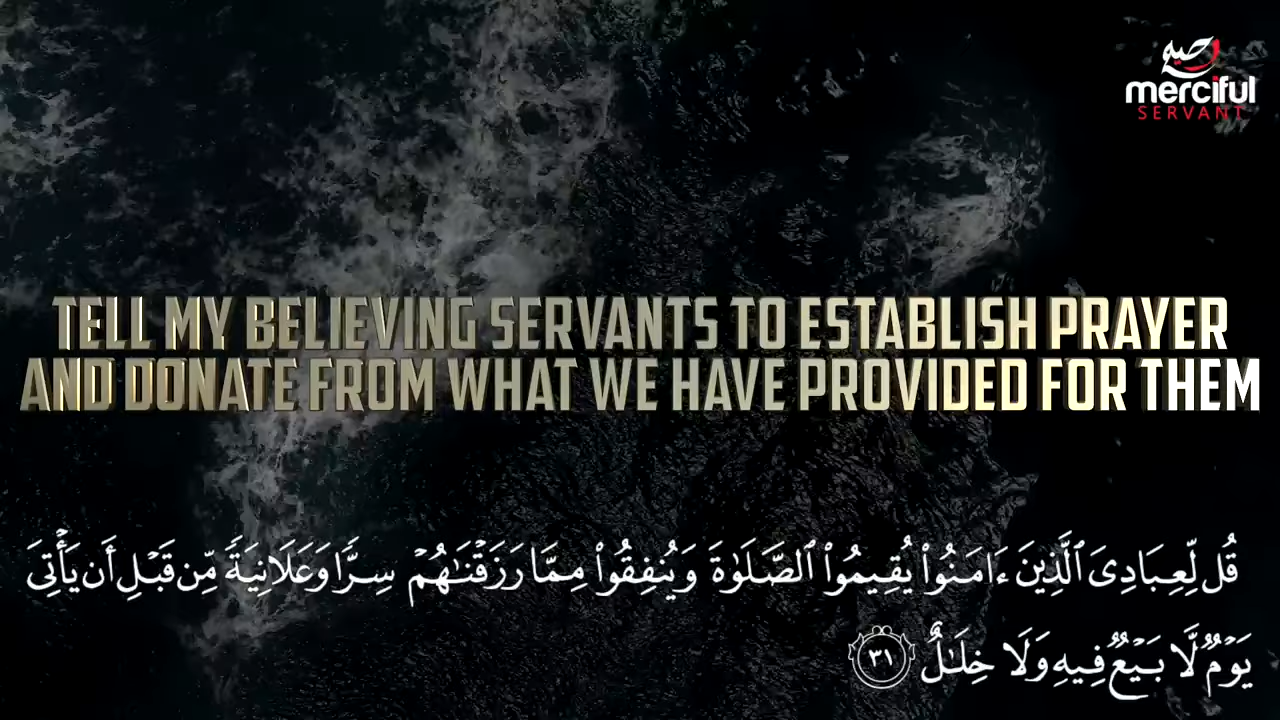 رحيم
merciful
SERVANT
TELL MY BELIEVING SERVANTS TO ESTABLISH PRAYER
AND DONATE FROM WHAT WE HAVE PROVIDED FOR THEM
قُل لِّعِبَادِىَ ٱلَّذِينَ ءَامَنُوا۟ يُقِيمُوا۟ ٱلصَّلَوٰةَ وَيُنفِقُوا۟ مِمَّا رَزَقْنَـٰهُمْ سِرًّا وَعَلَانِيَةً مِّن قَبْلِ أَن يَأْتِىَ
يَوْمٌ لَّا بَيْعٌ فِيهِ وَلَا خِلَـٰلٌ ٣١